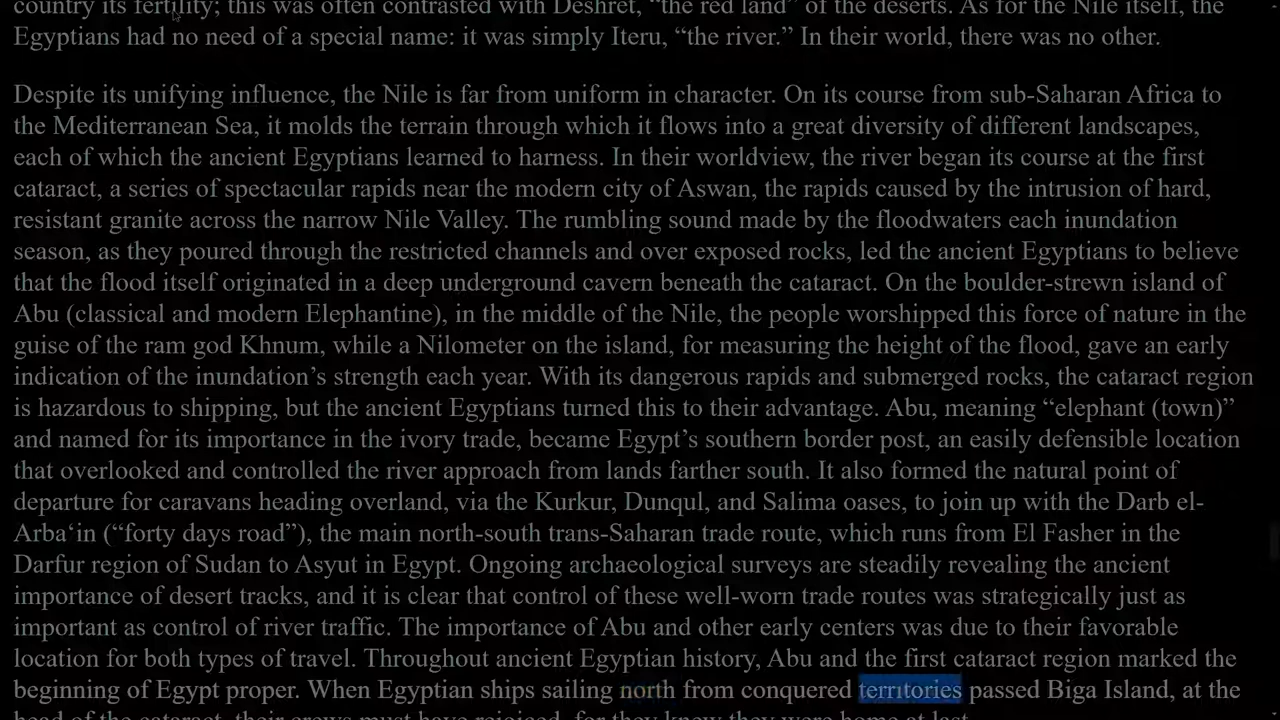 country its fertility; this was often contrasted with Deshret, “the red land” of the deserts. As for the Nile itself, the
Egyptians had no need of a special name: it was simply Iteru, “the river.” In their world, there was no other.
Despite its unifying influence, the Nile is far from uniform in character. On its course from sub-Saharan Africa to
the Mediterranean Sea, it molds the terrain through which it flows into a great diversity of different landscapes,
each of which the ancient Egyptians learned to harness. In their worldview, the river began its course at the first
cataract, a series of spectacular rapids near the modern city of Aswan, the rapids caused by the intrusion of hard,
resistant granite across the narrow Nile Valley. The rumbling sound made by the floodwaters each inundation
season, as they poured through the restricted channels and over exposed rocks, led the ancient Egyptians to believe
that the flood itself originated in a deep underground cavern beneath the cataract. On the boulder-strewn island of
Abu (classical and modern Elephantine), in the middle of the Nile, the people worshipped this force of nature in the
guise of the ram god Khnum, while a Nilometer on the island, for measuring the height of the flood, gave an early
indication of the inundation’s strength each year. With its dangerous rapids and submerged rocks, the cataract region
is hazardous to shipping, but the ancient Egyptians turned this to their advantage. Abu, meaning “elephant (town)”
and named for its importance in the ivory trade, became Egypt’s southern border post, an easily defensible location
that overlooked and controlled the river approach from lands farther south. It also formed the natural point of
departure for caravans heading overland, via the Kurkur, Dunqul, and Salima oases, to join up with the Darb el-
Arba‘in (“forty days road”), the main north-south trans-Saharan trade route, which runs from El Fasher in the
Darfur region of Sudan to Asyut in Egypt. Ongoing archaeological surveys are steadily revealing the ancient
importance of desert tracks, and it is clear that control of these well-worn trade routes was strategically just as
important as control of river traffic. The importance of Abu and other early centers was due to their favorable
location for both types of travel. Throughout ancient Egyptian history, Abu and the first cataract region marked the
beginning of Egypt proper. When Egyptian ships sailing north from conquered territories passed Biga Island, at the
head of the cataract, their crews must have rejoiced, for they knew they were home at last.